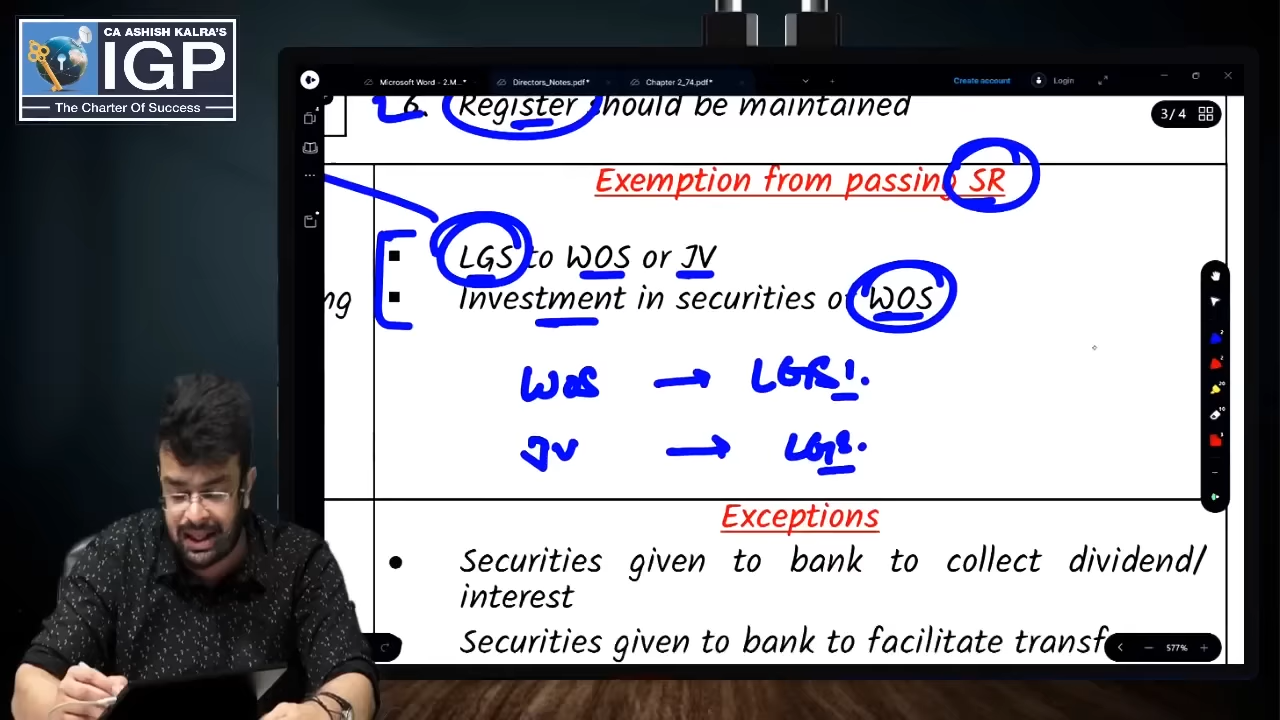 CA ASHISH KALRA'S
IGP
The Charter Of Success
Microsoft Word - 2.M...*
Directors_Notes.pdf*
Chapter 2_74.pdf*
Create account
Login
6. Register should be maintained
3/4
Exemption from passing SR
LGS to WOS or JV
ng
Investment in securities of WOS
WOS → LGS 1.
JV → LGS.
Exceptions
Securities given to bank to collect dividend/
interest
Securities given to bank to facilitate transf
577%